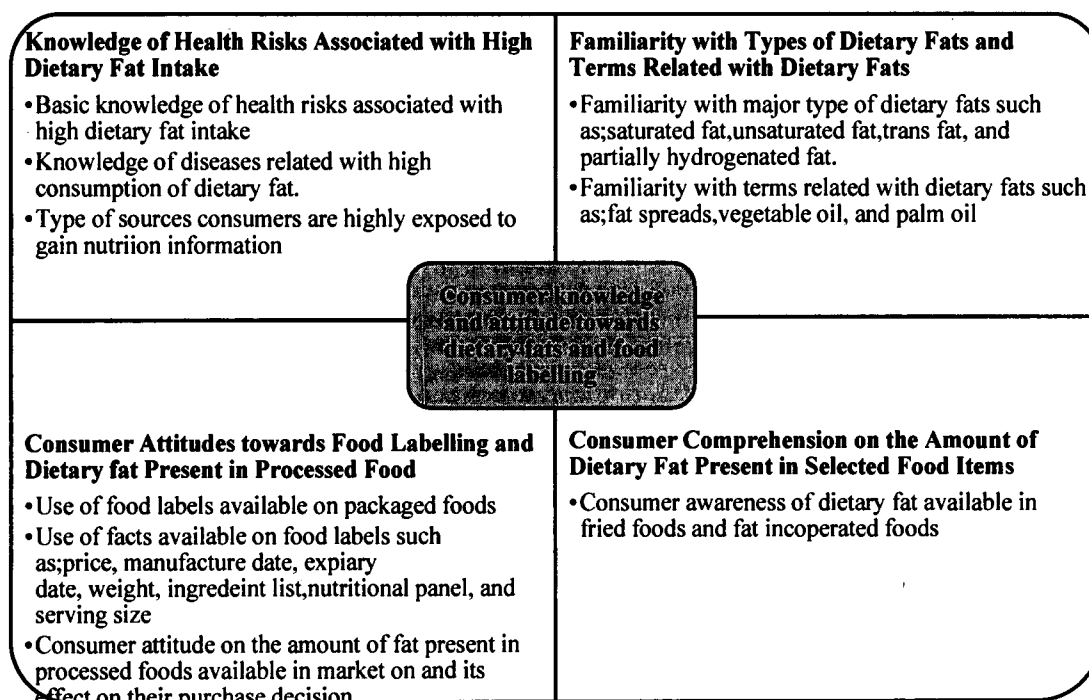 Knowledge of Health Risks Associated with High
Dietary Fat Intake
•Basic knowledge of health risks associated with
high dietary fat intake
•Knowledge of diseases related with high
consumption of dietary fat.
•Type of sources consumers are highly exposed to
gain nutriion information
Familiarity with Types of Dietary Fats and
Terms Related with Dietary Fats
•Familiarity with major type of dietary fats such
as;saturated fat,unsaturated fat,trans fat, and
partially hydrogenated fat.
•Familiarity with terms related with dietary fats such
as;fat spreads,vegetable oil, and palm oil
Consumer knowledge
and attitude towards
dietary fats and food
labelling
Consumer Attitudes towards Food Labelling and
Dietary fat Present in Processed Food
•Use of food labels available on packaged foods
•Use of facts available on food labels such
as;price, manufacture date, expiary
date, weight, ingredeint list,nutritional panel, and
serving size
•Consumer attitude on the amount of fat present in
processed foods available in market on and its
effect on their purchase decision
Consumer Comprehension on the Amount of
Dietary Fat Present in Selected Food Items
•Consumer awareness of dietary fat available in
fried foods and fat incoperated foods